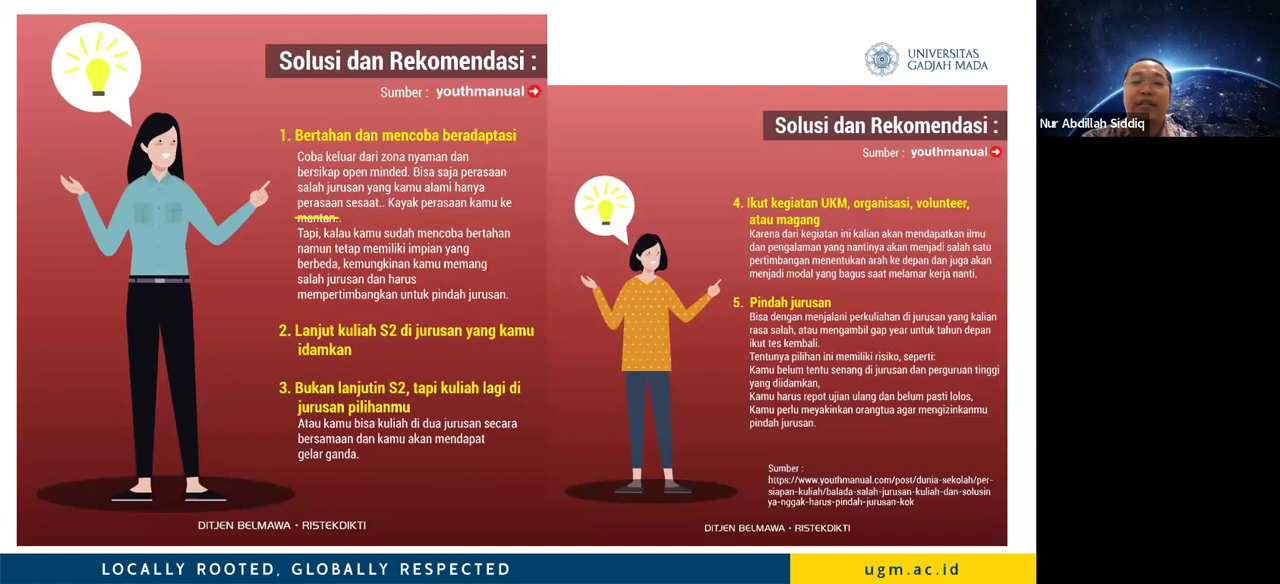 Solusi dan Rekomendasi :
Sumber : youthmanual
1. Bertahan dan mencoba beradaptasi
Coba keluar dari zona nyaman dan
bersikap open minded. Bisa saja perasaan
salah jurusan yang kamu alami hanya
perasaan sesaat.. Kayak perasaan kamu ke
mantan..
Tapi, kalau kamu sudah mencoba bertahan
namun tetap memiliki impian yang
berbeda, kemungkinan kamu memang
salah jurusan dan harus
mempertimbangkan untuk pindah jurusan.
2. Lanjut kuliah S2 di jurusan yang kamu
idamkan
3. Bukan lanjutin S2, tapi kuliah lagi di
jurusan pilihanmu
Atau kamu bisa kuliah di dua jurusan secara
bersamaan dan kamu akan mendapat
gelar ganda.
DITJEN BELMAWA • RISTEKDIKTI
UNIVERSITAS
GADJAH MADA
Solusi dan Rekomendasi :
Sumber : youthmanual
4. Ikut kegiatan UKM, organisasi, volunteer,
atau magang
Karena dari kegiatan ini kalian akan mendapatkan ilmu
dan pengalaman yang nantinya akan menjadi salah satu
pertimbangan menentukan arah ke depan dan juga akan
menjadi modal yang bagus saat melamar kerja nanti.
5. Pindah jurusan
Bisa dengan menjalani perkuliahan di jurusan yang kalian
rasa salah, atau mengambil gap year untuk tahun depan
ikut tes kembali.
Tentunya pilihan ini memiliki risiko, seperti:
Kamu belum tentu senang di jurusan dan perguruan tinggi
yang diidamkan,
Kamu harus repot ujian ulang dan belum pasti lolos,
Kamu perlu meyakinkan orangtua agar mengizinkanmu
pindah jurusan.
Sumber :
https://www.youthmanual.com/post/dunia-sekolah/per-
siapan-kuliah/balada-salah-jurusan-kuliah-dan-solusin
ya-nggak-harus-pindah-jurusan-kok
DITJEN BELMAWA • RISTEKDIKTI
LOCALLY ROOTED, GLOBALLY RESPECTED
ugm.ac.id
Nur Abdillah Siddiq